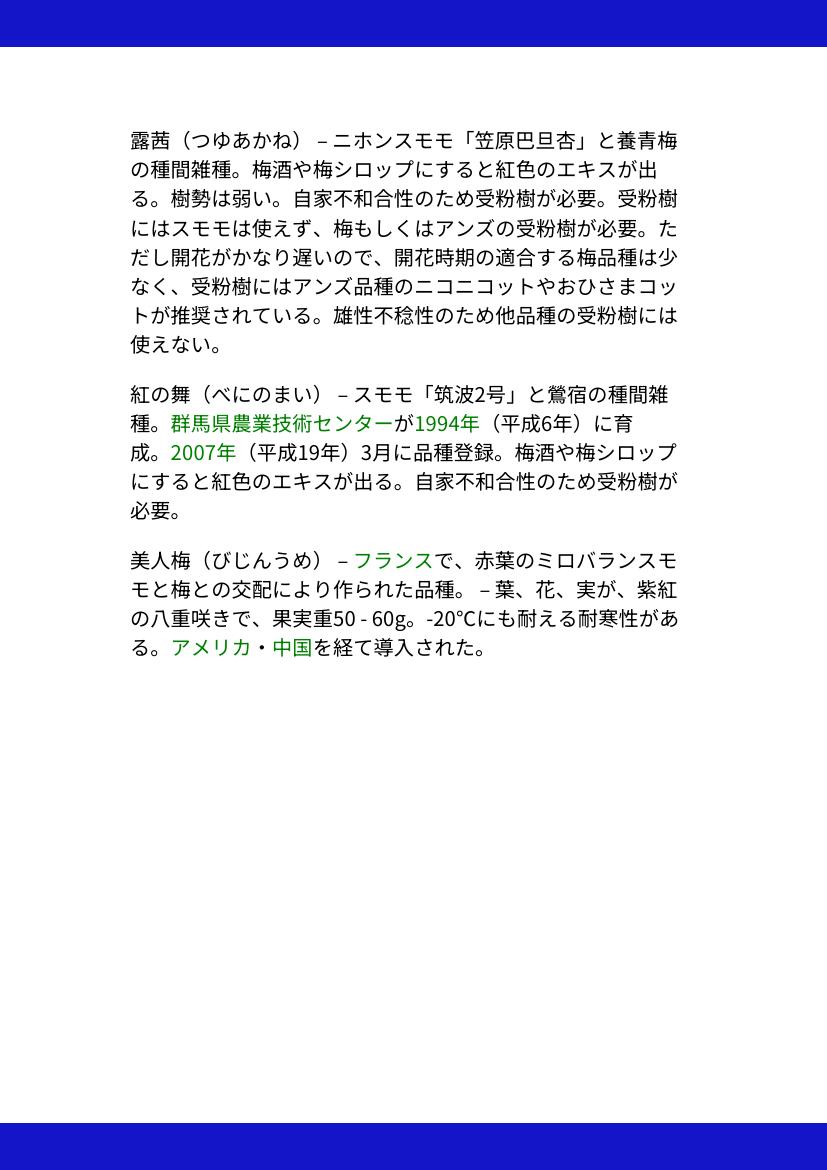 露茜（つゆあかね） – ニホンスモモ「笠原巴旦杏」と養青梅
の種間雑種。梅酒や梅シロップにすると紅色のエキスが出
る。樹勢は弱い。自家不和合性のため受粉樹が必要。受粉樹
にはスモモは使えず、梅もしくはアンズの受粉樹が必要。た
だし開花がかなり遅いので、開花時期の適合する梅品種は少
なく、受粉樹にはアンズ品種のニコニコットやおひさまコッ
トが推奨されている。雄性不稔性のため他品種の受粉樹には
使えない。
紅の舞（べにのまい） – スモモ「筑波2号」と鶯宿の種間雑
種。群馬県農業技術センターが1994年（平成6年）に育
成。2007年（平成19年）3月に品種登録。梅酒や梅シロップ
にすると紅色のエキスが出る。自家不和合性のため受粉樹が
必要。
美人梅（びじんうめ） – フランスで、赤葉のミロバランスモ
モと梅との交配により作られた品種。 – 葉、花、実が、紫紅
の八重咲きで、果実重50 - 60g。-20℃にも耐える耐寒性があ
る。アメリカ・中国を経て導入された。